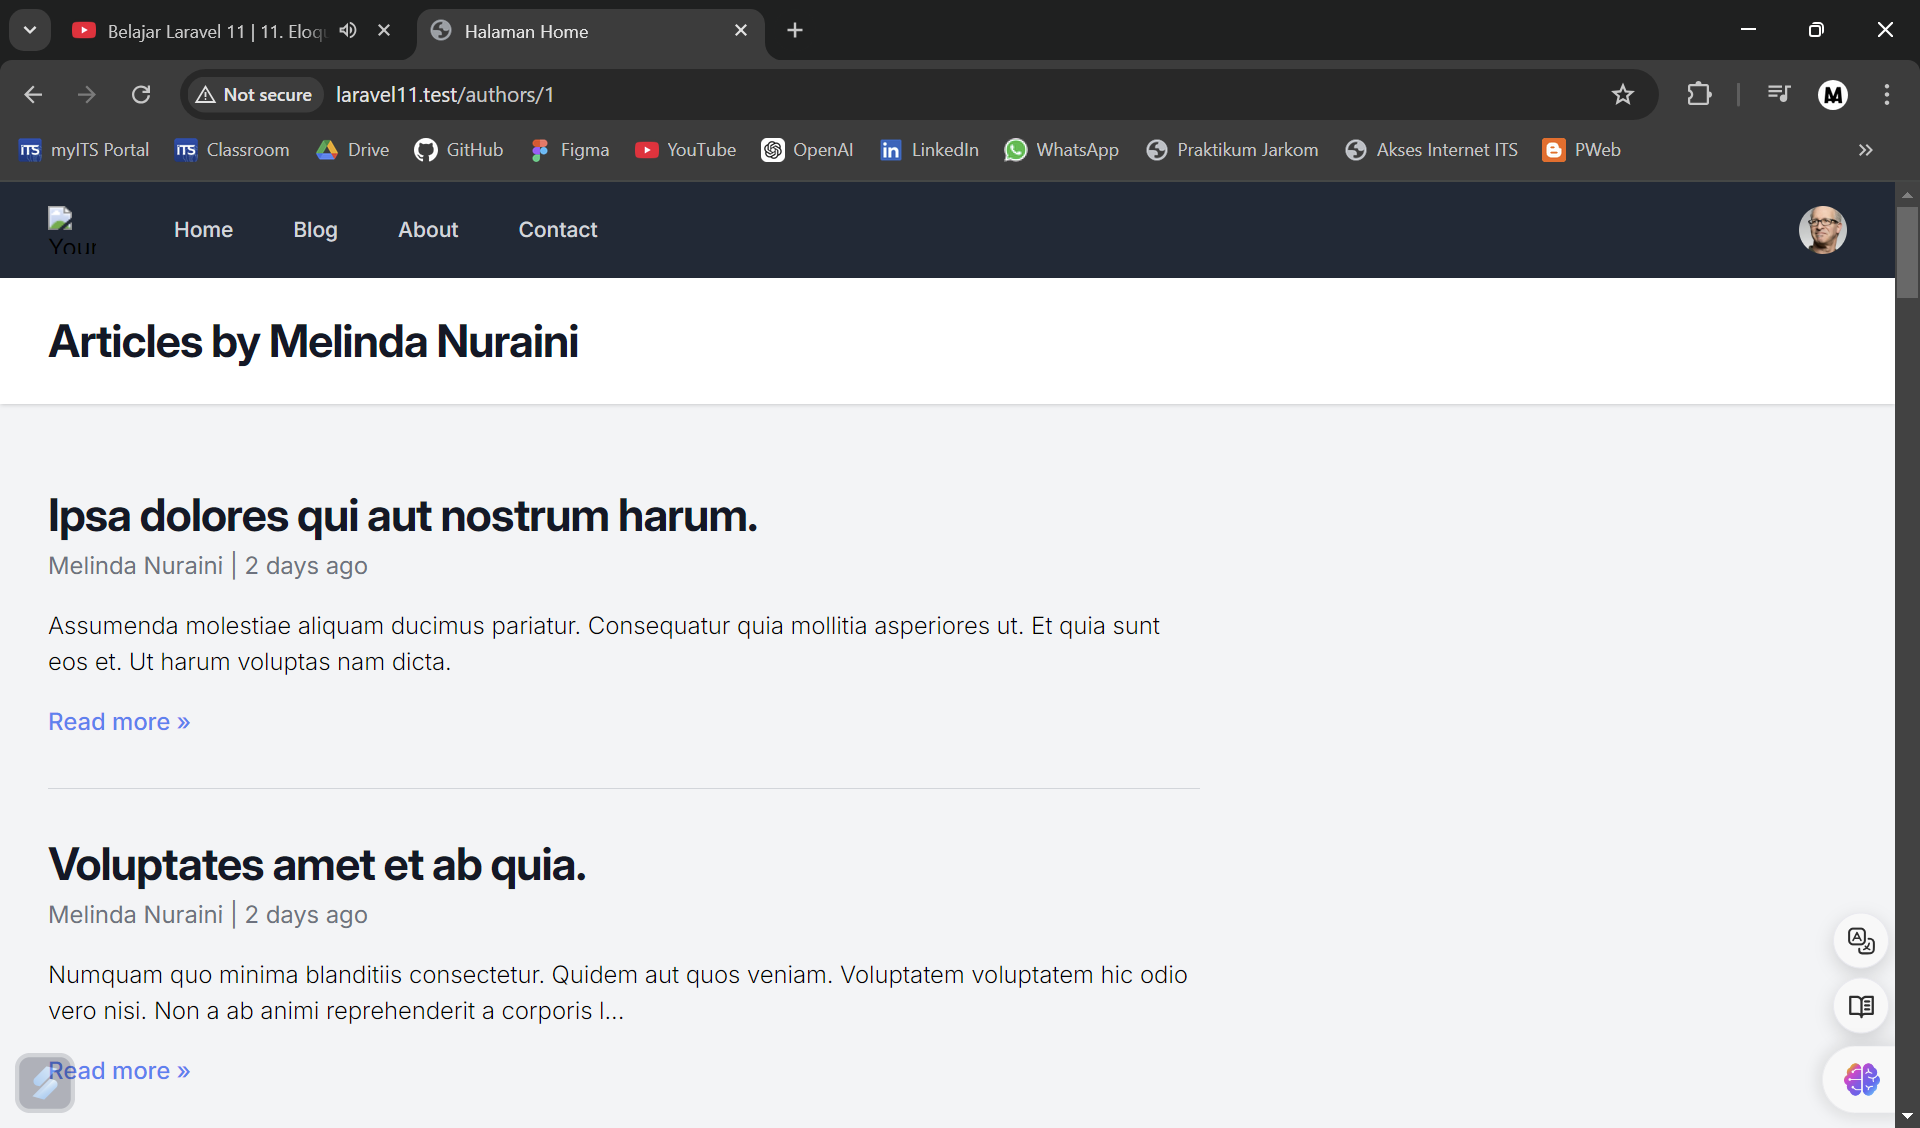 Belajar Laravel 11 | 11. Eloq
Halaman Home
Not secure
laravel11.test/authors/1
myITS Portal
Classroom
Drive
GitHub
Figma
YouTube
OpenAI
LinkedIn
WhatsApp
Praktikum Jarkom
Akses Internet ITS
PWeb
Your
Home
Blog
About
Contact
Articles by Melinda Nuraini
Ipsa dolores qui aut nostrum harum.
Melinda Nuraini | 2 days ago
Assumenda molestiae aliquam ducimus pariatur. Consequatur quia mollitia asperiores ut. Et quia sunt
eos et. Ut harum voluptas nam dicta.
Read more »
Voluptates amet et ab quia.
Melinda Nuraini | 2 days ago
Numquam quo minima blanditiis consectetur. Quidem aut quos veniam. Voluptatem voluptatem hic odio
vero nisi. Non a ab animi reprehenderit a corporis l...
Read more »